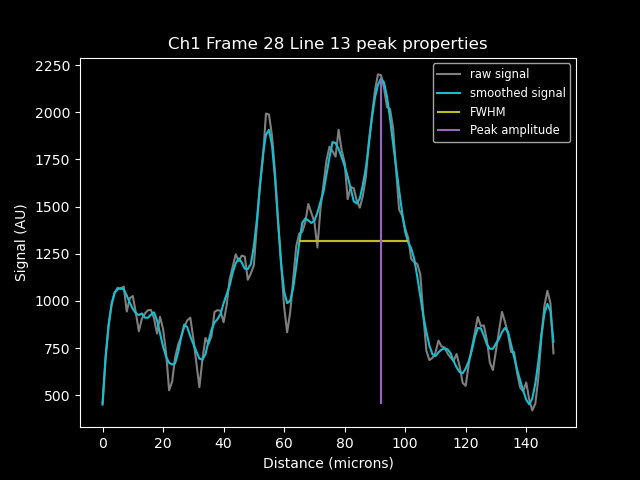 Ch1 Frame 28 Line 13 peak properties
raw signal
smoothed signal
FWHM
Peak amplitude
Signal (AU)
2250
2000
1750
1500
1250
1000
750
500
0 20 40 60 80 100 120 140
Distance (microns)